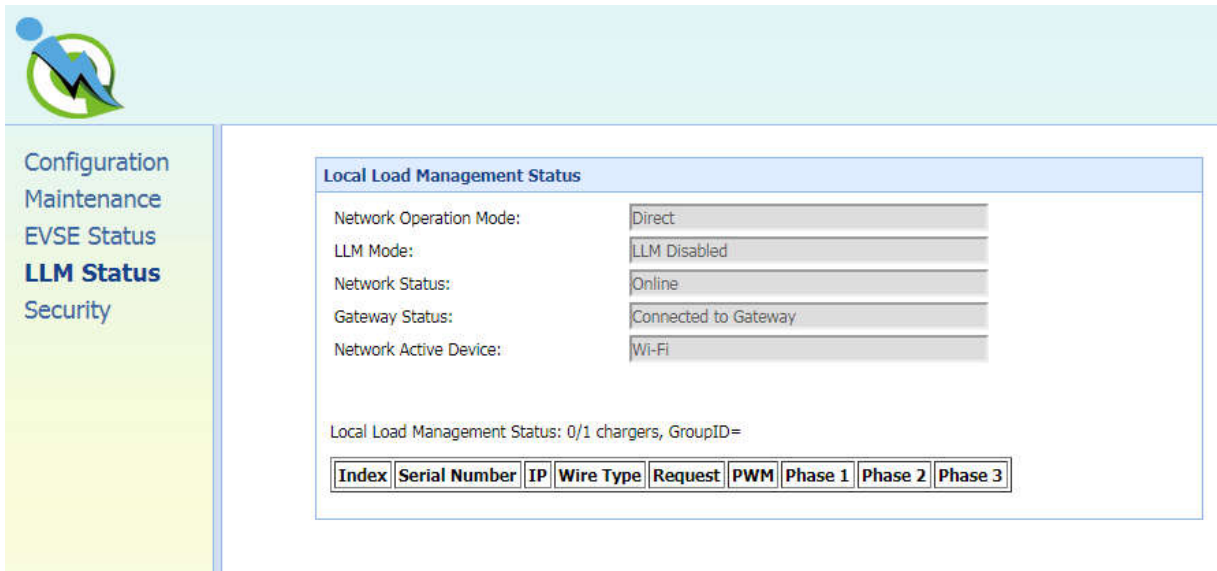 Configuration
Maintenance
EVSE Status
LLM Status
Security
Local Load Management Status
Network Operation Mode: Direct
LLM Mode: LLM Disabled
Network Status: Online
Gateway Status: Connected to Gateway
Network Active Device: Wi-Fi
Local Load Management Status: 0/1 chargers, GroupID=
Index Serial Number IP Wire Type Request PWM Phase 1 Phase 2 Phase 3